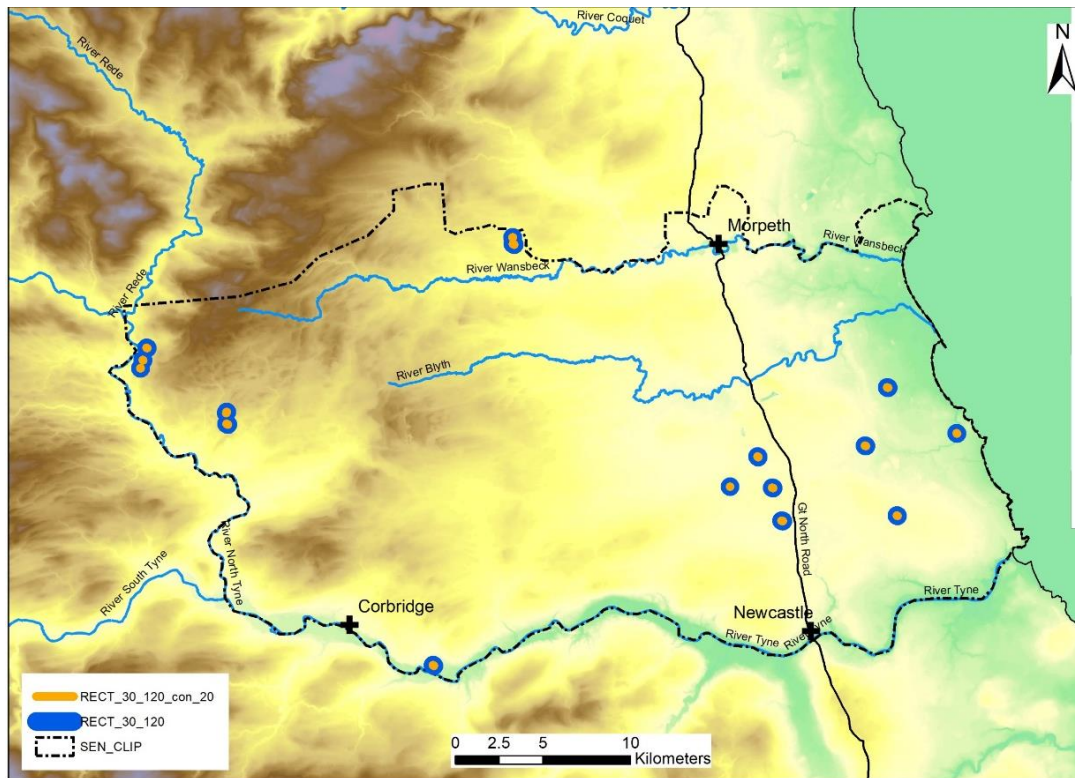 River Coquet
N
River Rede
Morpeth
River Wansbeck
River Wansbeck
River Rede
River Blyth
Gt North Road
River North Tyne
River South Tyne
River Tyne
Corbridge
Newcastle
River Tyne
River Tyne
RECT_30_120_con_20
RECT_30_120
SEN_CLIP
0 2.5 5 10
Kilometers